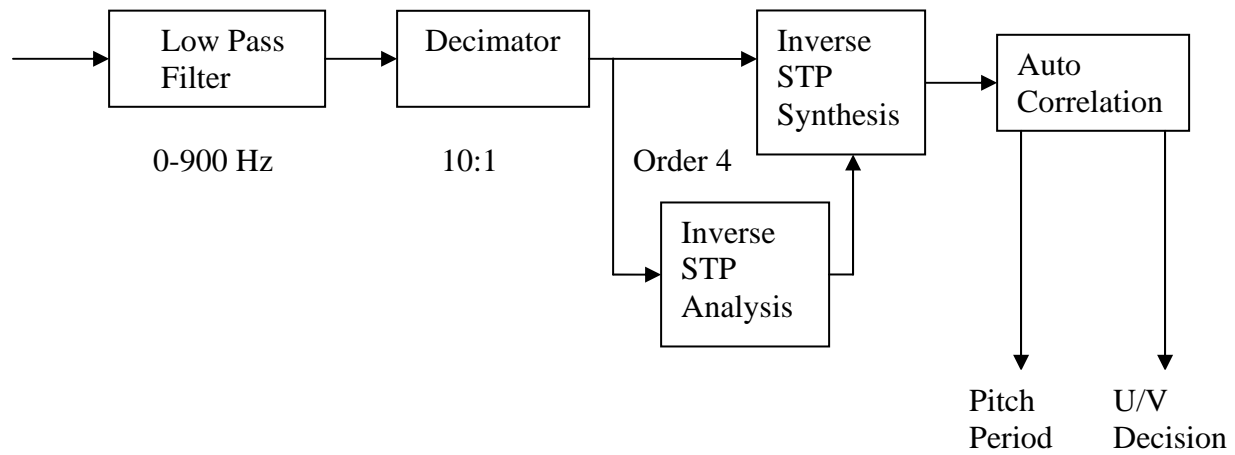 Low Pass
Filter
Decimator
Inverse
STP
Synthesis
Auto
Correlation
0-900 Hz
10:1
Order 4
Inverse
STP
Analysis
Pitch
Period
U/V
Decision